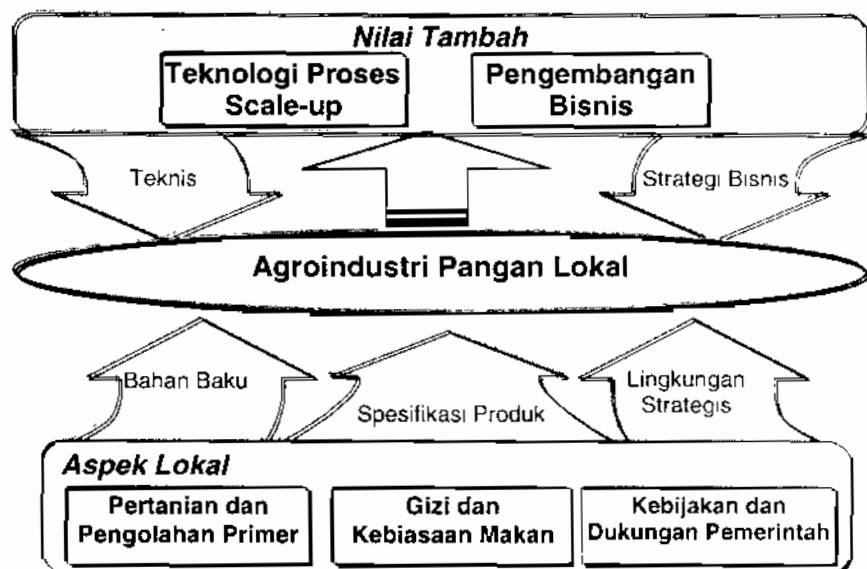 Nilai Tambah
Teknologi Proses
Scale-up
Pengembangan
Bisnis
Teknis
Strategi Bisnis
Agroindustri Pangan Lokal
Bahan Baku
Spesifikasi Produk
Lingkungan
Strategis
Aspek Lokal
Pertanian dan
Pengolahan Primer
Gizi dan
Kebiasaan Makan
Kebijakan dan
Dukungan Pemerintah